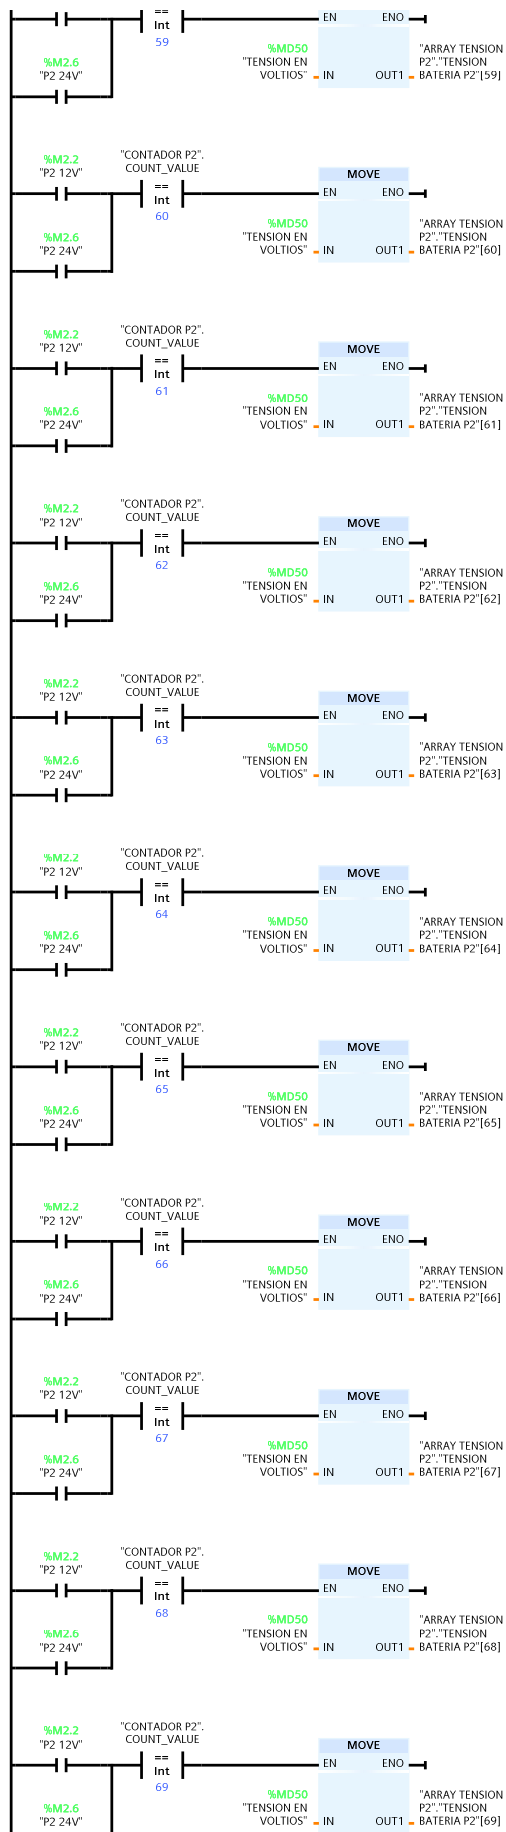 ==
Int
59
EN ENO
%M2.6
"P2 24V"
%MD50
"TENSION EN
VOLTIOS"
IN OUT1
"ARRAY TENSION
P2"."TENSION
BATERIA P2"[59]
%M2.2
"P2 12V"
"CONTADOR P2".
COUNT_VALUE
==
Int
60
MOVE
EN ENO
%M2.6
"P2 24V"
%MD50
"TENSION EN
VOLTIOS"
IN OUT1
"ARRAY TENSION
P2"."TENSION
BATERIA P2"[60]
%M2.2
"P2 12V"
"CONTADOR P2".
COUNT_VALUE
==
Int
61
MOVE
EN ENO
%M2.6
"P2 24V"
%MD50
"TENSION EN
VOLTIOS"
IN OUT1
"ARRAY TENSION
P2"."TENSION
BATERIA P2"[61]
%M2.2
"P2 12V"
"CONTADOR P2".
COUNT_VALUE
==
Int
62
MOVE
EN ENO
%M2.6
"P2 24V"
%MD50
"TENSION EN
VOLTIOS"
IN OUT1
"ARRAY TENSION
P2"."TENSION
BATERIA P2"[62]
%M2.2
"P2 12V"
"CONTADOR P2".
COUNT_VALUE
==
Int
63
MOVE
EN ENO
%M2.6
"P2 24V"
%MD50
"TENSION EN
VOLTIOS"
IN OUT1
"ARRAY TENSION
P2"."TENSION
BATERIA P2"[63]
%M2.2
"P2 12V"
"CONTADOR P2".
COUNT_VALUE
==
Int
64
MOVE
EN ENO
%M2.6
"P2 24V"
%MD50
"TENSION EN
VOLTIOS"
IN OUT1
"ARRAY TENSION
P2"."TENSION
BATERIA P2"[64]
%M2.2
"P2 12V"
"CONTADOR P2".
COUNT_VALUE
==
Int
65
MOVE
EN ENO
%M2.6
"P2 24V"
%MD50
"TENSION EN
VOLTIOS"
IN OUT1
"ARRAY TENSION
P2"."TENSION
BATERIA P2"[65]
%M2.2
"P2 12V"
"CONTADOR P2".
COUNT_VALUE
==
Int
66
MOVE
EN ENO
%M2.6
"P2 24V"
%MD50
"TENSION EN
VOLTIOS"
IN OUT1
"ARRAY TENSION
P2"."TENSION
BATERIA P2"[66]
%M2.2
"P2 12V"
"CONTADOR P2".
COUNT_VALUE
==
Int
67
MOVE
EN ENO
%M2.6
"P2 24V"
%MD50
"TENSION EN
VOLTIOS"
IN OUT1
"ARRAY TENSION
P2"."TENSION
BATERIA P2"[67]
%M2.2
"P2 12V"
"CONTADOR P2".
COUNT_VALUE
==
Int
68
MOVE
EN ENO
%M2.6
"P2 24V"
%MD50
"TENSION EN
VOLTIOS"
IN OUT1
"ARRAY TENSION
P2"."TENSION
BATERIA P2"[68]
%M2.2
"P2 12V"
"CONTADOR P2".
COUNT_VALUE
==
Int
69
MOVE
EN ENO
%M2.6
"P2 24V"
%MD50
"TENSION EN
VOLTIOS"
IN OUT1
"ARRAY TENSION
P2"."TENSION
BATERIA P2"[69]